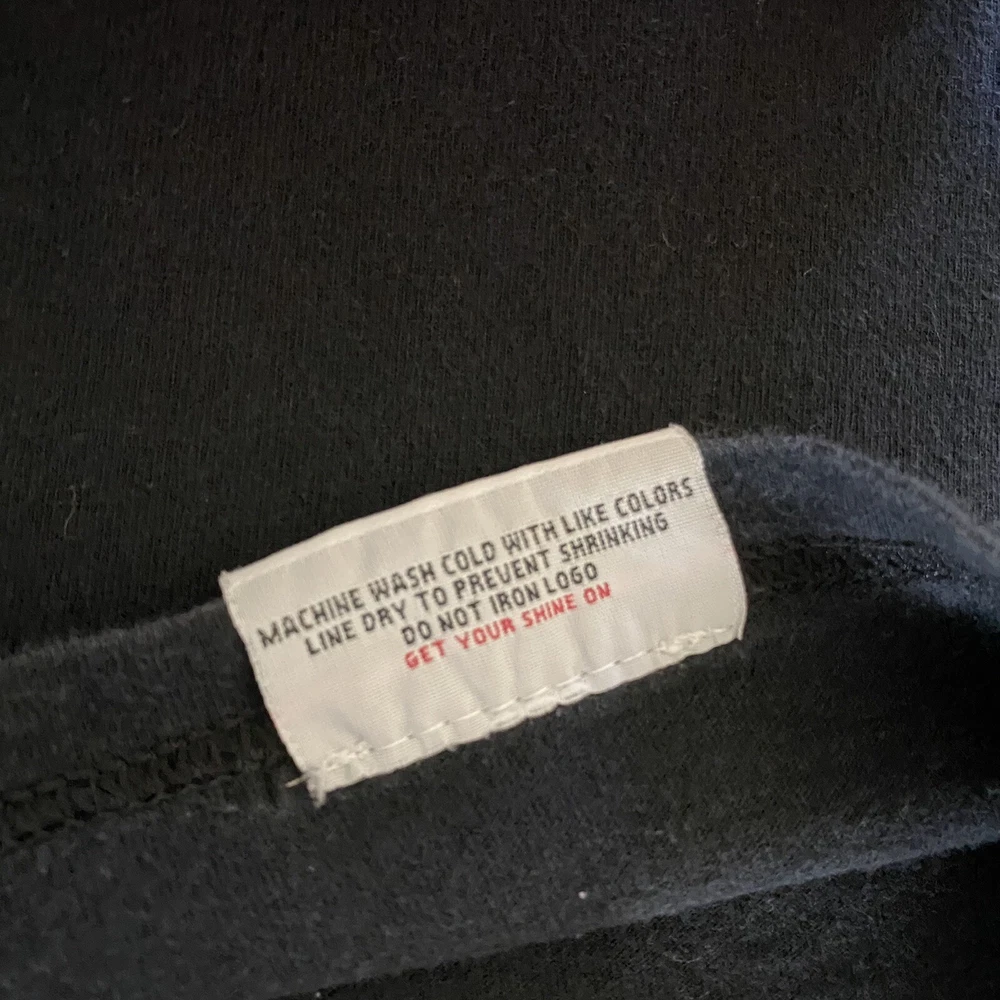 MACHINE WASH COLD WITH LIKE COLORS
LINE DRY TO PREVENT SHRINKING
DO NOT IRON LOGO
GET YOUR SHINE ON